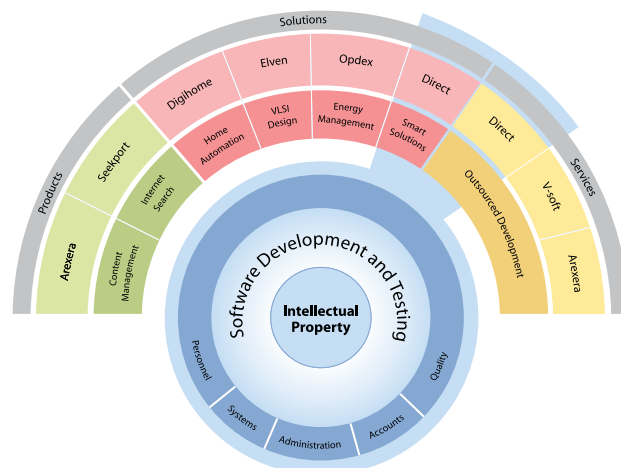 Solutions
Products
Services
Arexera
Seekport
Digihome
Elven
Opdex
Direct
Direct
V-soft
Arexera
Content
Management
Internet
Search
Home
Automation
VLSI
Design
Energy
Management
Smart
Solutions
Outsourced Development
Software Development and Testing
Intellectual
Property
Personnel
Systems
Administration
Accounts
Quality